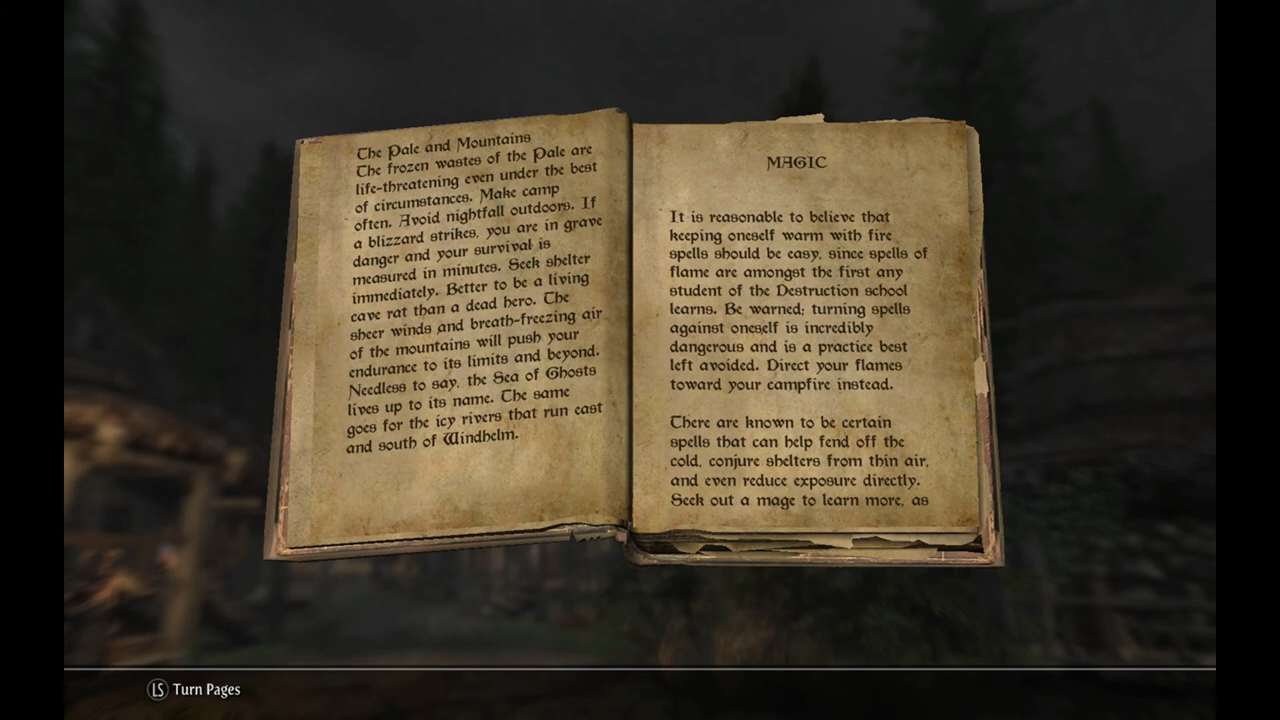 The Pale and Mountains
The frozen wastes of the Pale are
life-threatening even under the best
of circumstances. Make camp
often. Avoid nightfall outdoors. If
a blizzard strikes, you are in grave
danger and your survival is
measured in minutes. Seek shelter
immediately. Better to be a living
cave rat than a dead hero. The
sheer winds and breath-freezing air
of the mountains will push your
endurance to its limits and beyond.
Needless to say, the Sea of Ghosts
lives up to its name. The same
goes for the icy rivers that run east
and south of Windhelm.
MAGIC
It is reasonable to believe that
keeping oneself warm with fire
spells should be easy, since spells of
flame are amongst the first any
student of the Destruction school
learns. Be warned; turning spells
against oneself is incredibly
dangerous and is a practice best
left avoided. Direct your flames
toward your campfire instead.
There are known to be certain
spells that can help fend off the
cold, conjure shelters from thin air,
and even reduce exposure directly.
Seek out a mage to learn more, as
LS Turn Pages